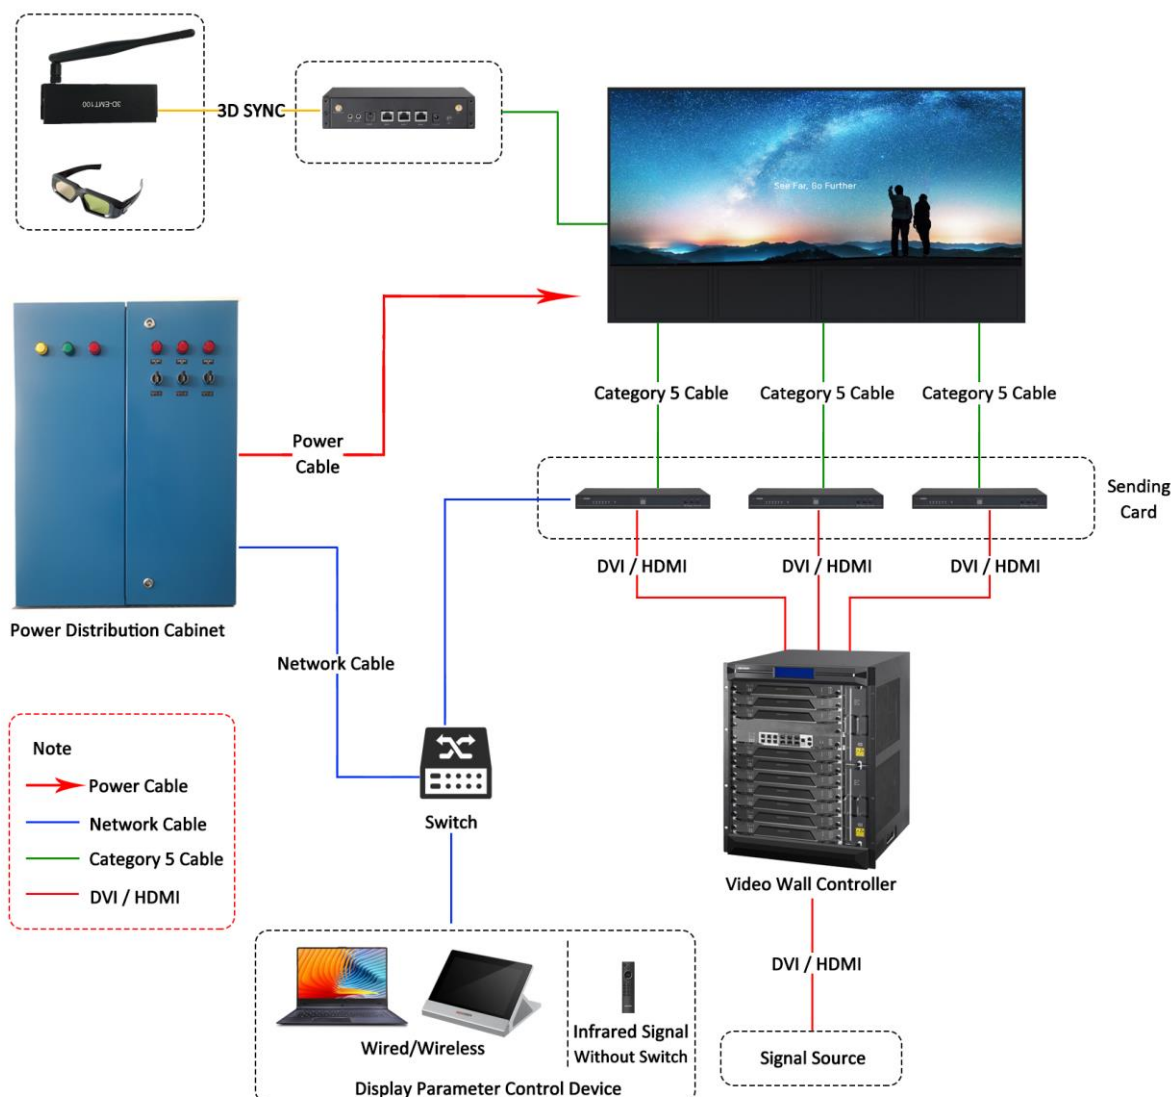 3D-EMT100
3D SYNC
See Far, Go Further
Category 5 Cable
Category 5 Cable
Category 5 Cable
Power
Cable
Sending
Card
DVI / HDMI
DVI / HDMI
DVI / HDMI
Power Distribution Cabinet
Network Cable
Note
Power Cable
Network Cable
Category 5 Cable
DVI / HDMI
Switch
Video Wall Controller
DVI / HDMI
Wired/Wireless
Infrared Signal
Without Switch
Display Parameter Control Device
Signal Source